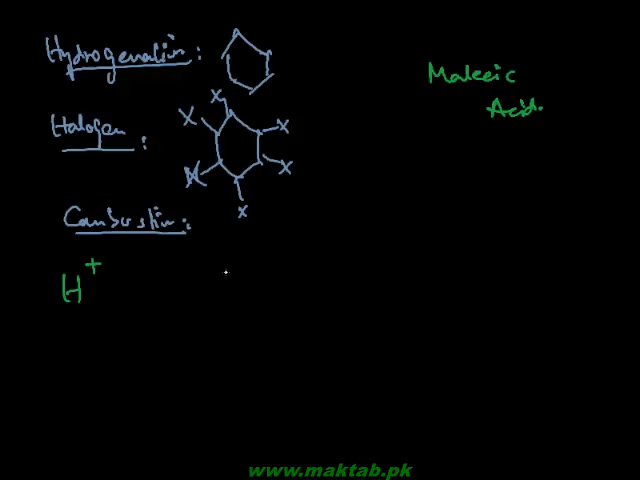 Hydrogenation:
Maleeic
Acid.
X
X
X
Halogen:
X
X
X
Combustion:
H+
www.maktab.pk